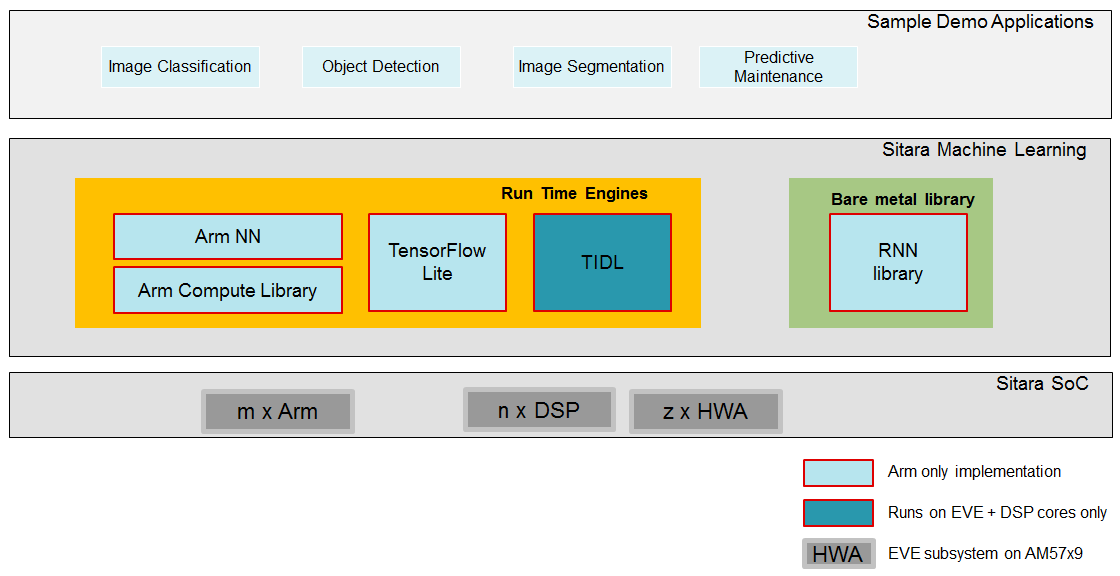 Sample Demo Applications
Image Classification
Object Detection
Image Segmentation
Predictive
Maintenance
Sitara Machine Learning
Run Time Engines
Arm NN
Arm Compute Library
TensorFlow
Lite
TIDL
Bare metal library
RNN
library
Sitara SoC
m x Arm
n x DSP
z x HWA
Arm only implementation
Runs on EVE + DSP cores only
HWA
EVE subsystem on AM57x9